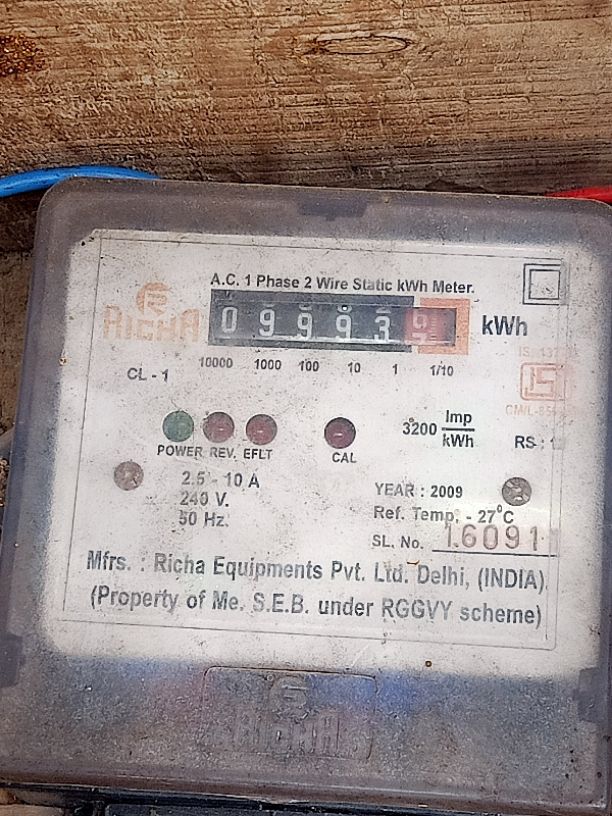 A.C. 1 Phase 2 Wire Static kWh Meter.
RICHA
0 9 9 9 3 9 kWh
10000 1000 100 10 1 1/10
CL - 1
3200 Imp
kWh
POWER REV. EFLT
CAL
RS :
2.5 - 10 A
240 V.
50 Hz.
YEAR : 2009
Ref. Temp. - 27°C
SL. No. 16091
Mfrs. : Richa Equipments Pvt. Ltd. Delhi, (INDIA)
(Property of Me. S.E.B. under RGGVY scheme)
RICHA